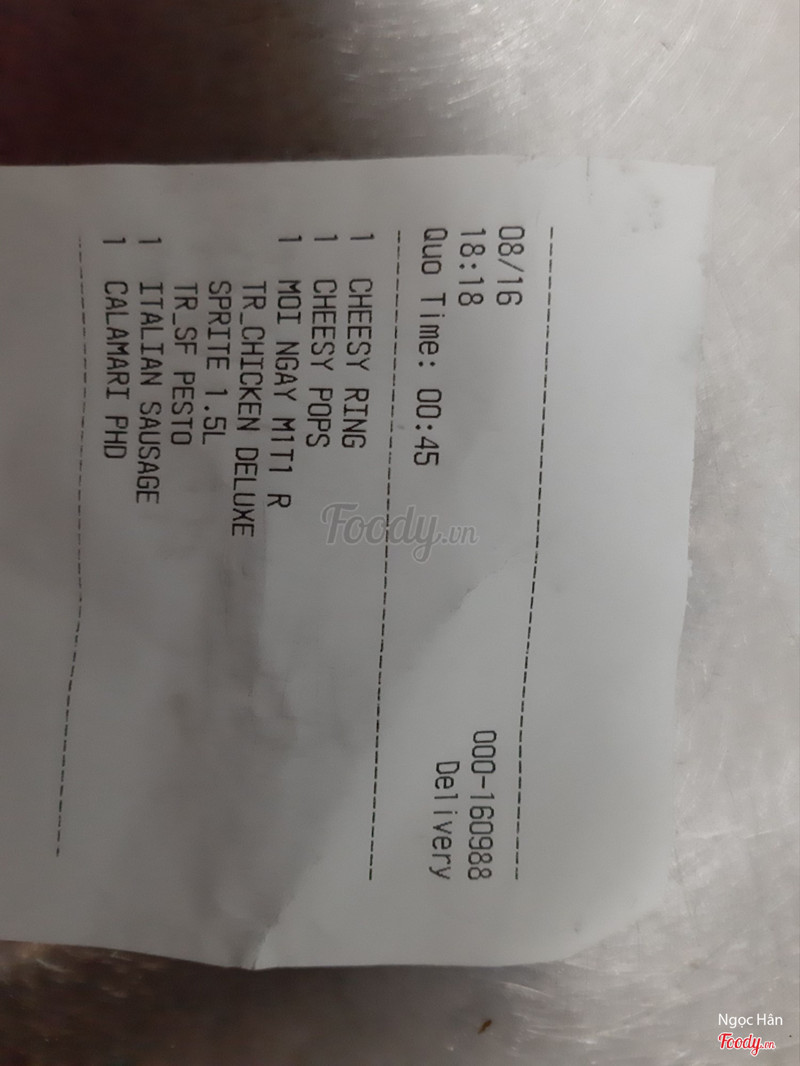 08/16
18:18 000-160988
Quo Time: 00:45 Delivery
1 CHEESY RING
1 CHEESY POPS
1 MOI NGAY M1T1 R
TR_CHICKEN DELUXE
SPRITE 1.5L
TR_SF PESTO
1 ITALIAN SAUSAGE
1 CALAMARI PHD
Foody.vn
Ngọc Hân
Foody.vn